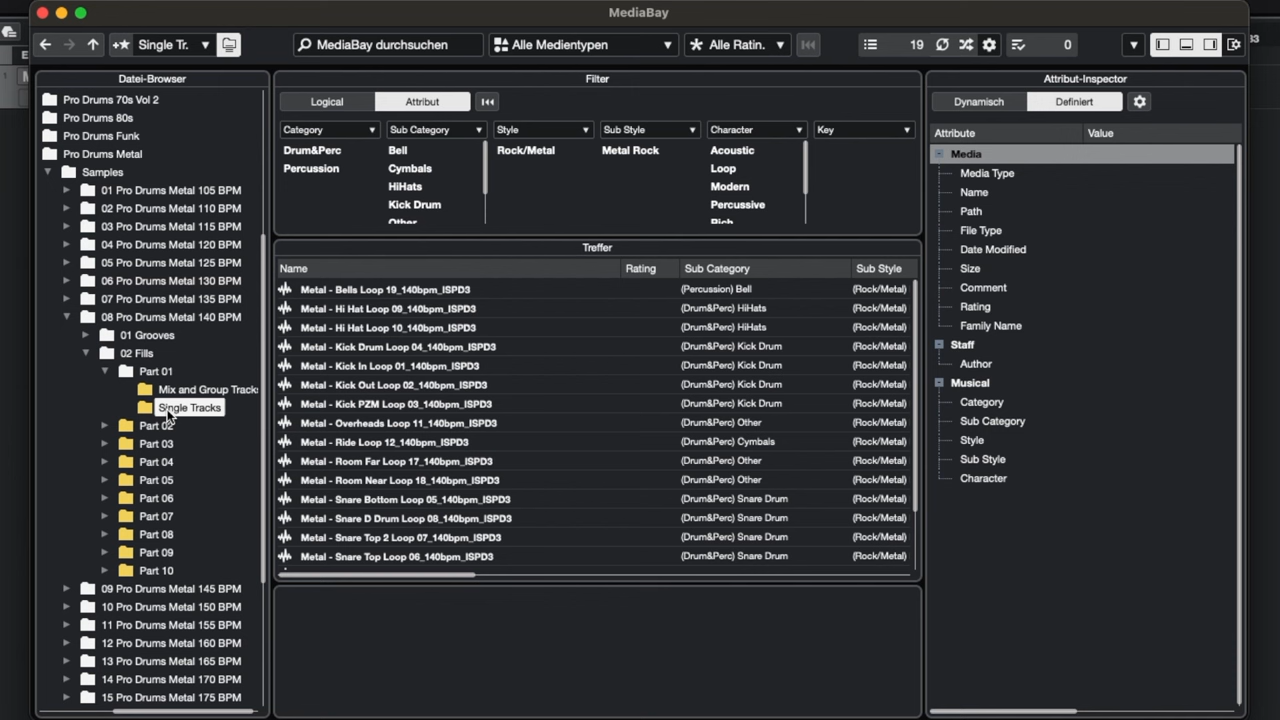 MediaBay
Single Tr.
MediaBay durchsuchen
Alle Medientypen
Alle Ratin.
19
0
Datei-Browser
Pro Drums 70s Vol 2
Pro Drums 80s
Pro Drums Funk
Pro Drums Metal
Samples
01 Pro Drums Metal 105 BPM
02 Pro Drums Metal 110 BPM
03 Pro Drums Metal 115 BPM
04 Pro Drums Metal 120 BPM
05 Pro Drums Metal 125 BPM
06 Pro Drums Metal 130 BPM
07 Pro Drums Metal 135 BPM
08 Pro Drums Metal 140 BPM
01 Grooves
02 Fills
Part 01
Mix and Group Tracks
Single Tracks
Part 02
Part 03
Part 04
Part 05
Part 06
Part 07
Part 08
Part 09
Part 10
09 Pro Drums Metal 145 BPM
10 Pro Drums Metal 150 BPM
11 Pro Drums Metal 155 BPM
12 Pro Drums Metal 160 BPM
13 Pro Drums Metal 165 BPM
14 Pro Drums Metal 170 BPM
15 Pro Drums Metal 175 BPM
Filter
Logical Attribut
Category Sub Category Style Sub Style Character Key
Drum&Perc Bell Rock/Metal Metal Rock Acoustic
Percussion Cymbals Loop
HiHats Modern
Kick Drum Percussive
Other Rich
Treffer
Name Rating Sub Category Sub Style
Metal - Bells Loop 19_140bpm_ISPD3 (Percussion) Bell (Rock/Metal)
Metal - Hi Hat Loop 09_140bpm_ISPD3 (Drum&Perc) HiHats (Rock/Metal)
Metal - Hi Hat Loop 10_140bpm_ISPD3 (Drum&Perc) HiHats (Rock/Metal)
Metal - Kick Drum Loop 04_140bpm_ISPD3 (Drum&Perc) Kick Drum (Rock/Metal)
Metal - Kick In Loop 01_140bpm_ISPD3 (Drum&Perc) Kick Drum (Rock/Metal)
Metal - Kick Out Loop 02_140bpm_ISPD3 (Drum&Perc) Kick Drum (Rock/Metal)
Metal - Kick PZM Loop 03_140bpm_ISPD3 (Drum&Perc) Kick Drum (Rock/Metal)
Metal - Overheads Loop 11_140bpm_ISPD3 (Drum&Perc) Other (Rock/Metal)
Metal - Ride Loop 12_140bpm_ISPD3 (Drum&Perc) Cymbals (Rock/Metal)
Metal - Room Far Loop 17_140bpm_ISPD3 (Drum&Perc) Other (Rock/Metal)
Metal - Room Near Loop 18_140bpm_ISPD3 (Drum&Perc) Other (Rock/Metal)
Metal - Snare Bottom Loop 05_140bpm_ISPD3 (Drum&Perc) Snare Drum (Rock/Metal)
Metal - Snare D Drum Loop 08_140bpm_ISPD3 (Drum&Perc) Snare Drum (Rock/Metal)
Metal - Snare Top 2 Loop 07_140bpm_ISPD3 (Drum&Perc) Snare Drum (Rock/Metal)
Metal - Snare Top Loop 06_140bpm_ISPD3 (Drum&Perc) Snare Drum (Rock/Metal)
Attribut-Inspector
Dynamisch Definiert
Attribute Value
Media
Media Type
Name
Path
File Type
Date Modified
Size
Comment
Rating
Family Name
Staff
Author
Musical
Category
Sub Category
Style
Sub Style
Character